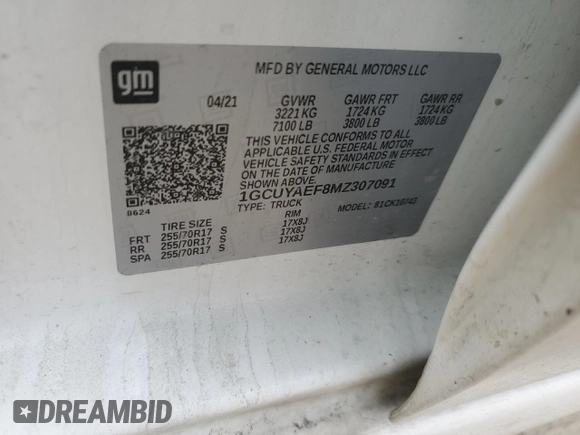 gm
MFD BY GENERAL MOTORS LLC
04/21 GVWR GAWR FRT GAWR RR
3221 KG 1724 KG 1724 KG
7100 LB 3800 LB 3800 LB
THIS VEHICLE CONFORMS TO ALL
APPLICABLE U.S. FEDERAL MOTOR
VEHICLE SAFETY STANDARDS IN EFFECT
ON THE DATE OF MANUFACTURE
SHOWN ABOVE.
1GCUYAEF8MZ307091
8624
TYPE: TRUCK MODEL: 81CK10743
TIRE SIZE RIM
FRT 255/70R17 S 17X8J
RR 255/70R17 S 17X8J
SPA 255/70R17 S 17X8J
DREAMBID